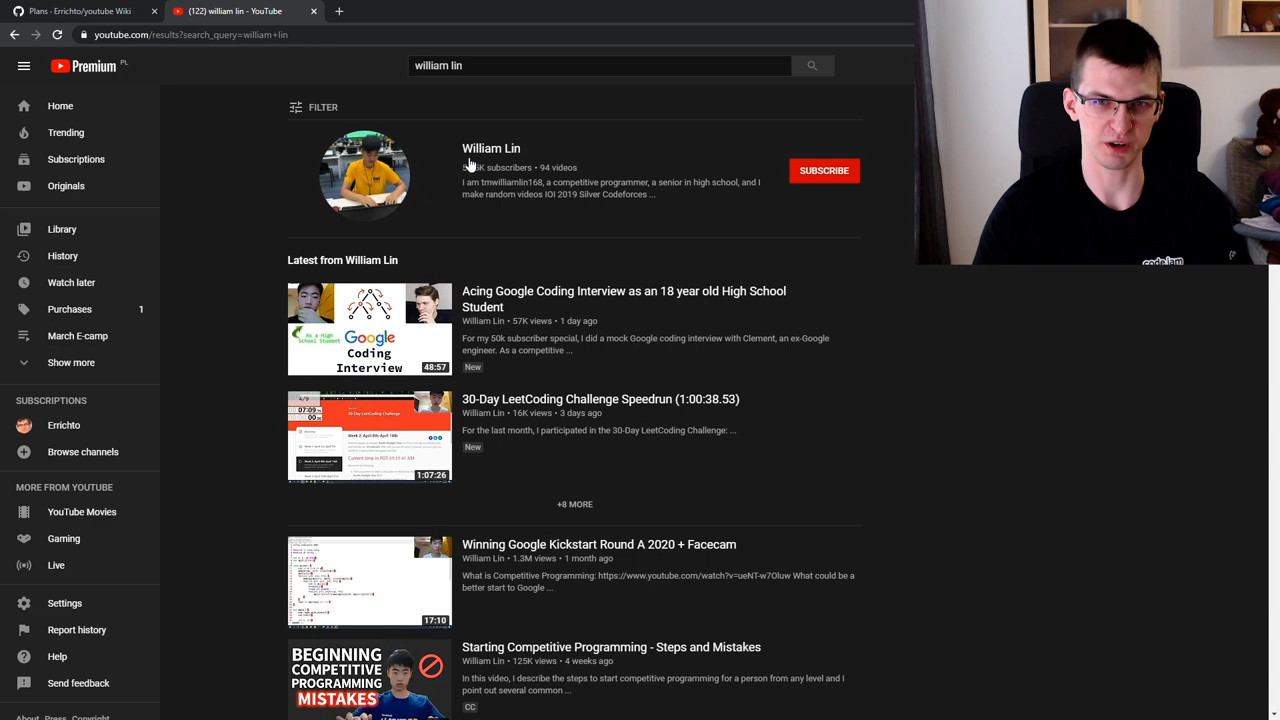 Plans - Errichto/youtube Wiki
(122) william lin - YouTube
youtube.com/results?search_query=william+lin
Premium PL
william lin
Home
Trending
Subscriptions
Originals
Library
History
Watch later
Purchases 1
Math E-camp
Show more
SUBSCRIPTIONS
Errichto
MORE FROM YOUTUBE
YouTube Movies
Gaming
Live
Settings
Report history
Help
Send feedback
About Press Copyright
FILTER
William Lin
subscribers • 94 videos
I am tmwilliamlin168, a competitive programmer, a senior in high school, and I
make random videos IOI 2019 Silver Codeforces ...
SUBSCRIBE
Latest from William Lin
As a High
School Student
Google
Coding
Interview
48:57
Acing Google Coding Interview as an 18 year old High School
Student
William Lin • 57K views • 1 day ago
For my 50k subscriber special, I did a mock Google coding interview with Clement, an ex-Google
engineer. As a competitive ...
New
1:07:26
30-Day LeetCoding Challenge Speedrun (1:00:38.53)
William Lin • 16K views • 3 days ago
For the last month, I participated in the 30-Day LeetCoding Challenge: ...
New
+8 MORE
17:10
Winning Google Kickstart Round A 2020 + Facecam
William Lin • 1.3M views • 1 month ago
What is Competitive Programming: https://www.youtube.com/watch?v=ueNT-w7Oluw What could be a
better start to Google ...
BEGINNING
COMPETITIVE
PROGRAMMING
MISTAKES
Starting Competitive Programming - Steps and Mistakes
William Lin • 125K views • 4 weeks ago
In this video, I describe the steps to start competitive programming for a person from any level and I
point out several common ...
CC
code jam